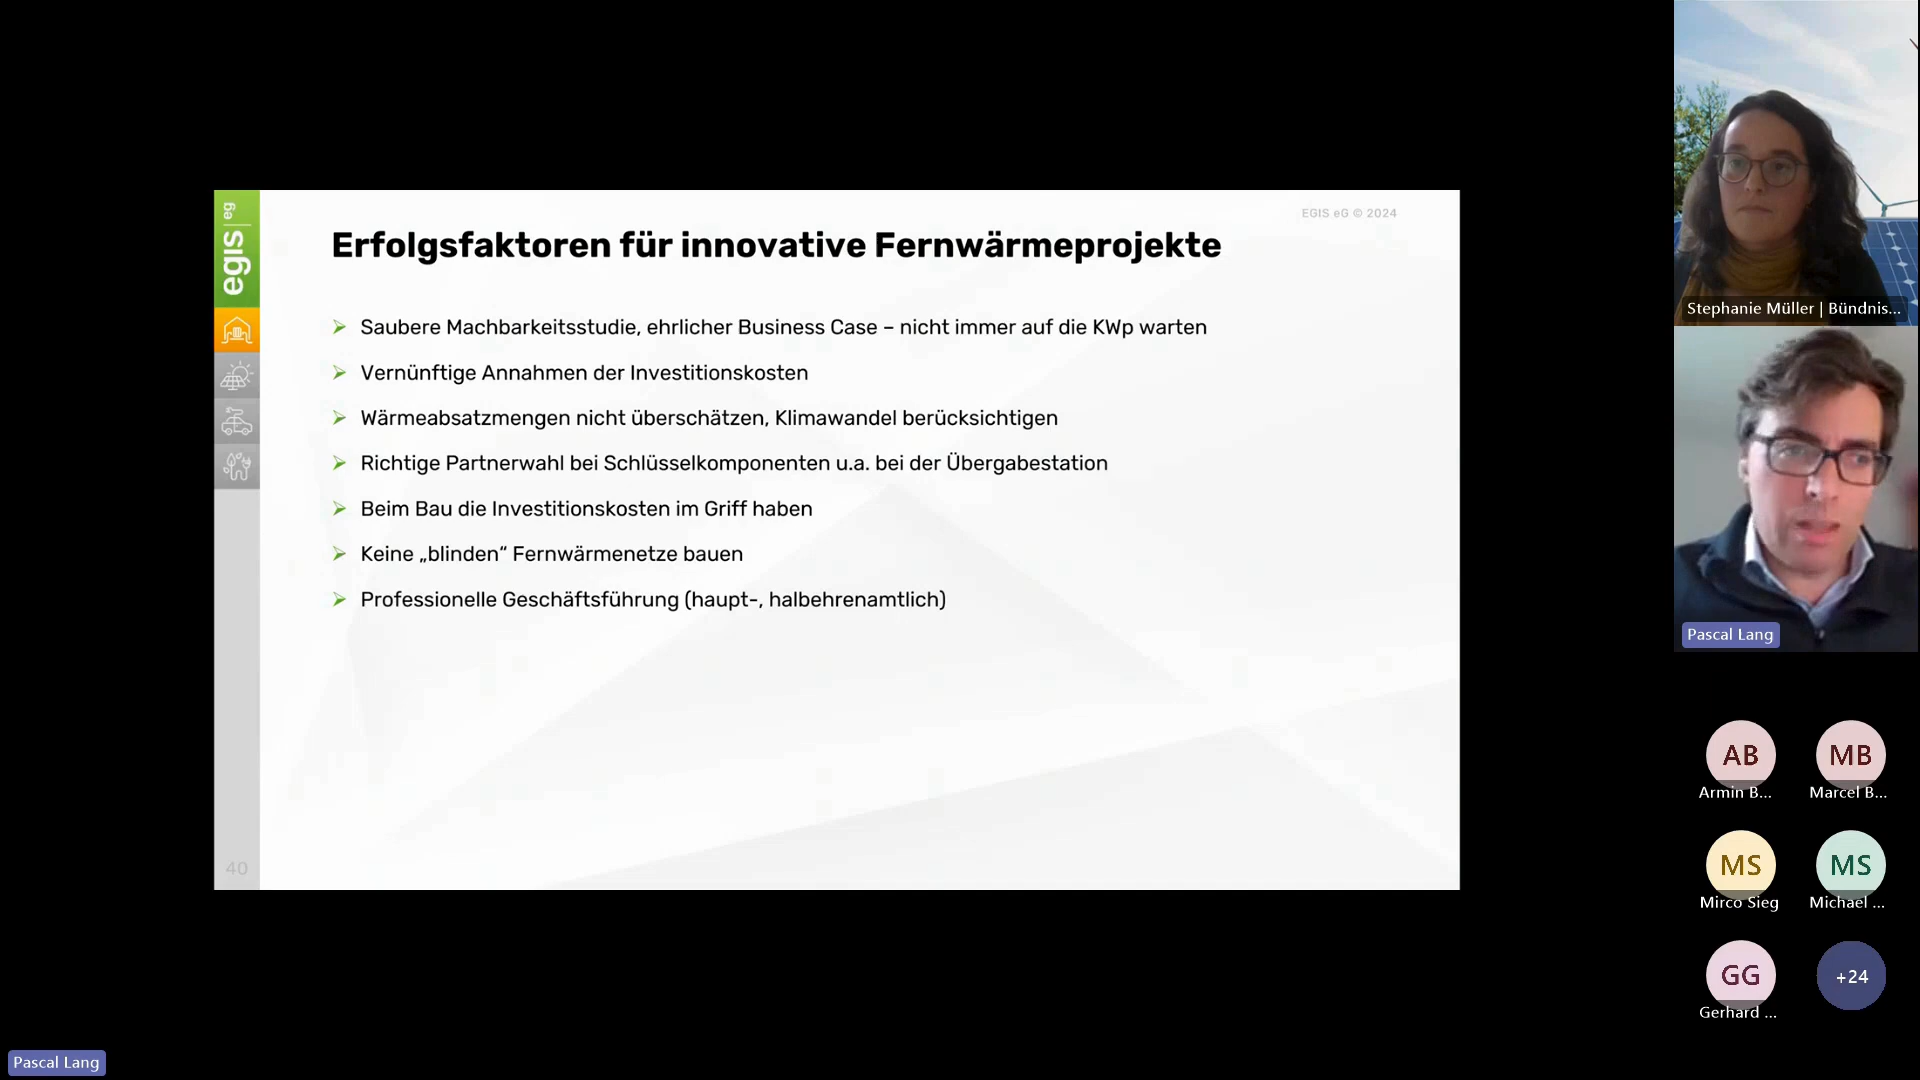 EGIS eG © 2024
egis eg
Erfolgsfaktoren für innovative Fernwärmeprojekte
Saubere Machbarkeitsstudie, ehrlicher Business Case – nicht immer auf die KWp warten
Vernünftige Annahmen der Investitionskosten
Wärmeabsatzmengen nicht überschätzen, Klimawandel berücksichtigen
Richtige Partnerwahl bei Schlüsselkomponenten u.a. bei der Übergabestation
Beim Bau die Investitionskosten im Griff haben
Keine „blinden“ Fernwärmenetze bauen
Professionelle Geschäftsführung (haupt-, halbehrenamtlich)
40
Stephanie Müller | Bündnis...
Pascal Lang
AB
Armin B...
MB
Marcel B...
MS
Mirco Sieg
MS
Michael ...
GG
Gerhard ...
+24
Pascal Lang